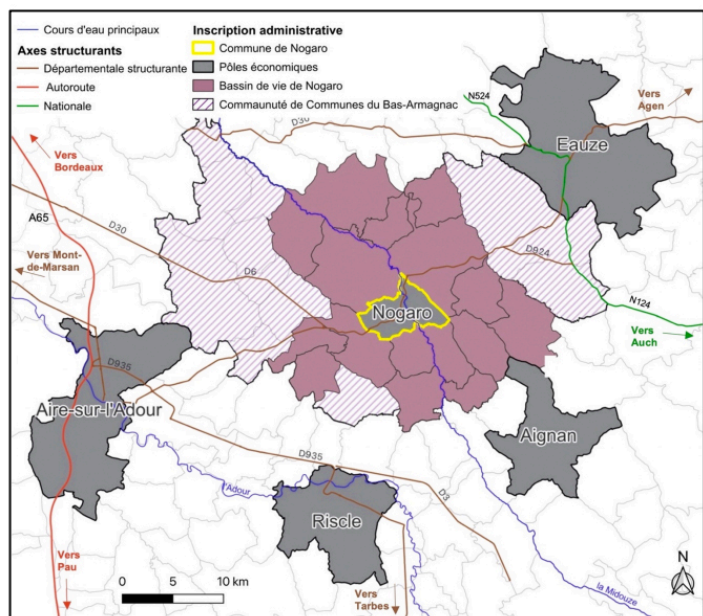 Cours d'eau principaux
Axes structurants
Départementale structurante
Autoroute
Nationale
Inscription administrative
Commune de Nogaro
Pôles économiques
Bassin de vie de Nogaro
Communauté de Communes du Bas-Armagnac
N524
Vers
Agen
D30
Eauze
Vers
Bordeaux
A65
D30
D924
Vers Mont-
de-Marsan
D6
N124
Nogaro
Vers
Auch
D935
Aire-sur-l'Adour
Aignan
D935
l'Adour
D3
Riscle
Vers
Pau
la Midouze
N
0 5 10 km
Vers
Tarbes